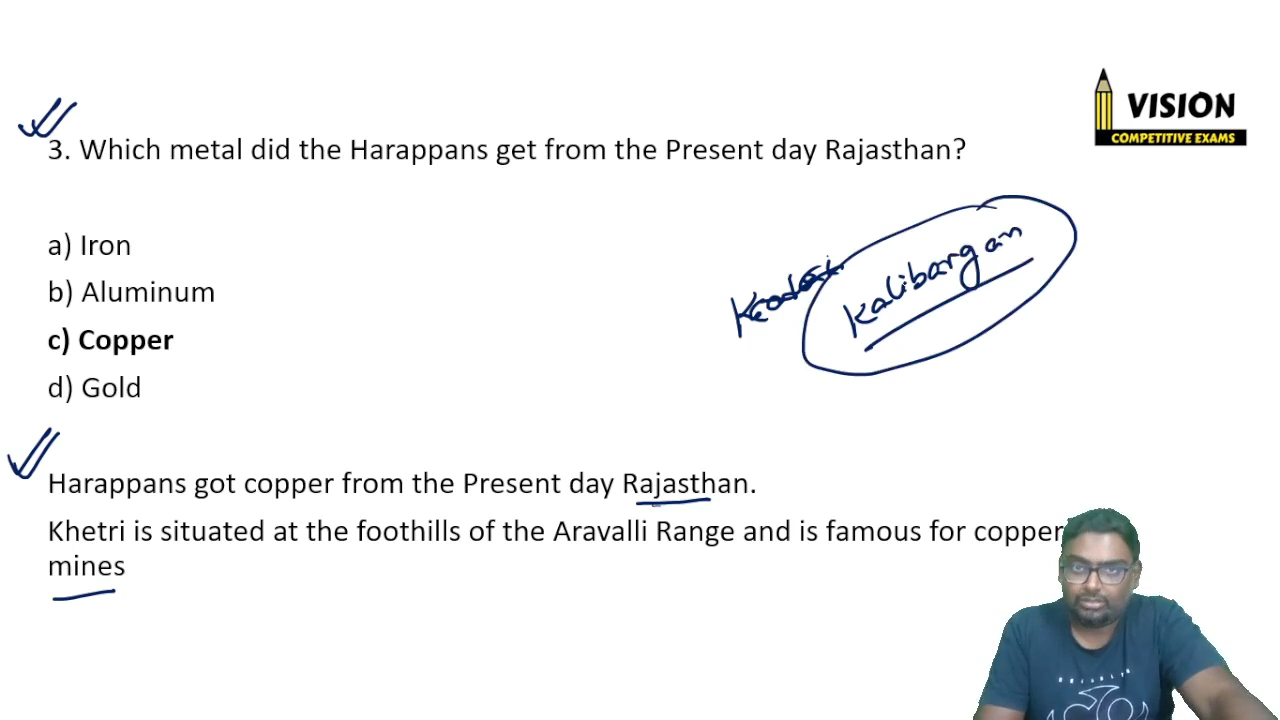 VISION
COMPETITIVE EXAMS
3. Which metal did the Harappans get from the Present day Rajasthan?
a) Iron
b) Aluminum
c) Copper
d) Gold
Kalibargan
Harappans got copper from the Present day Rajasthan.
Khetri is situated at the foothills of the Aravalli Range and is famous for copper
mines